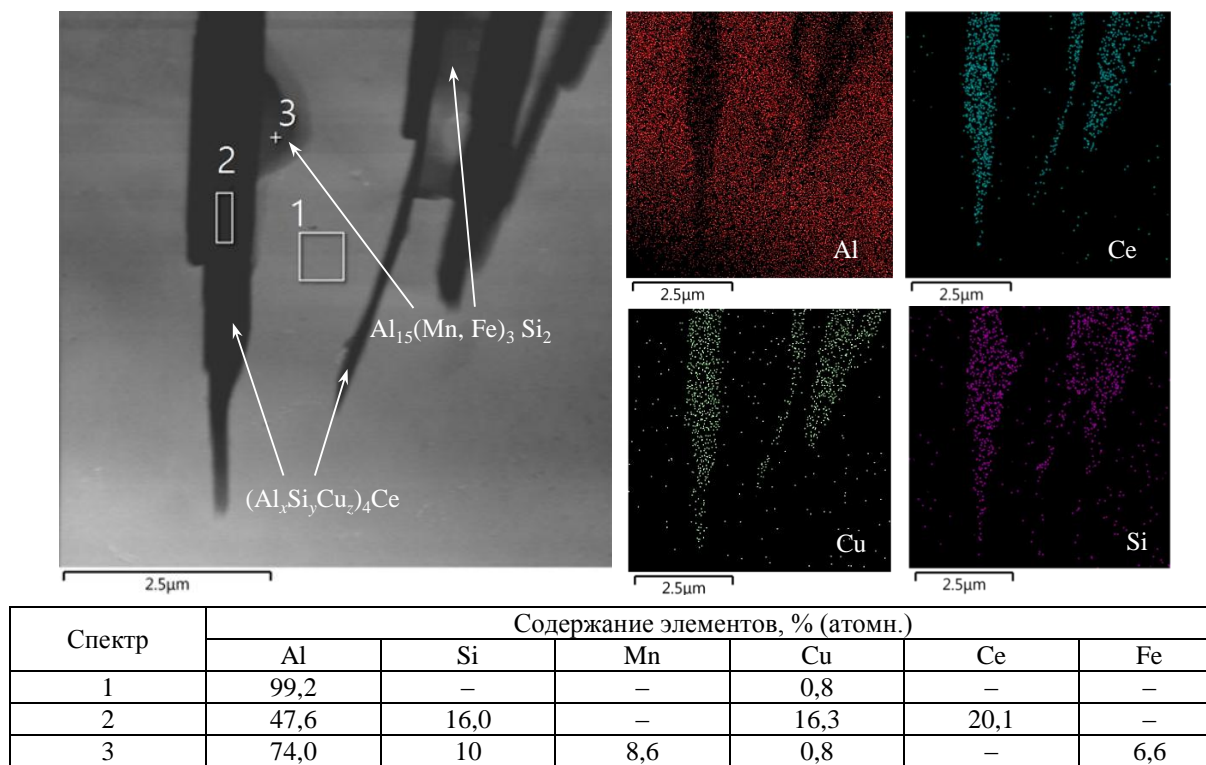 3
2
1
Al15(Mn, Fe)3 Si2
(AlxSiyCuz)4Ce
2.5µm
Al
2.5µm
Ce
2.5µm
Cu
2.5µm
Si
2.5µm
Спектр Содержание элементов, % (атомн.)
Al Si Mn Cu Ce Fe
1 99,2 – – 0,8 – –
2 47,6 16,0 – 16,3 20,1 –
3 74,0 10 8,6 0,8 – 6,6